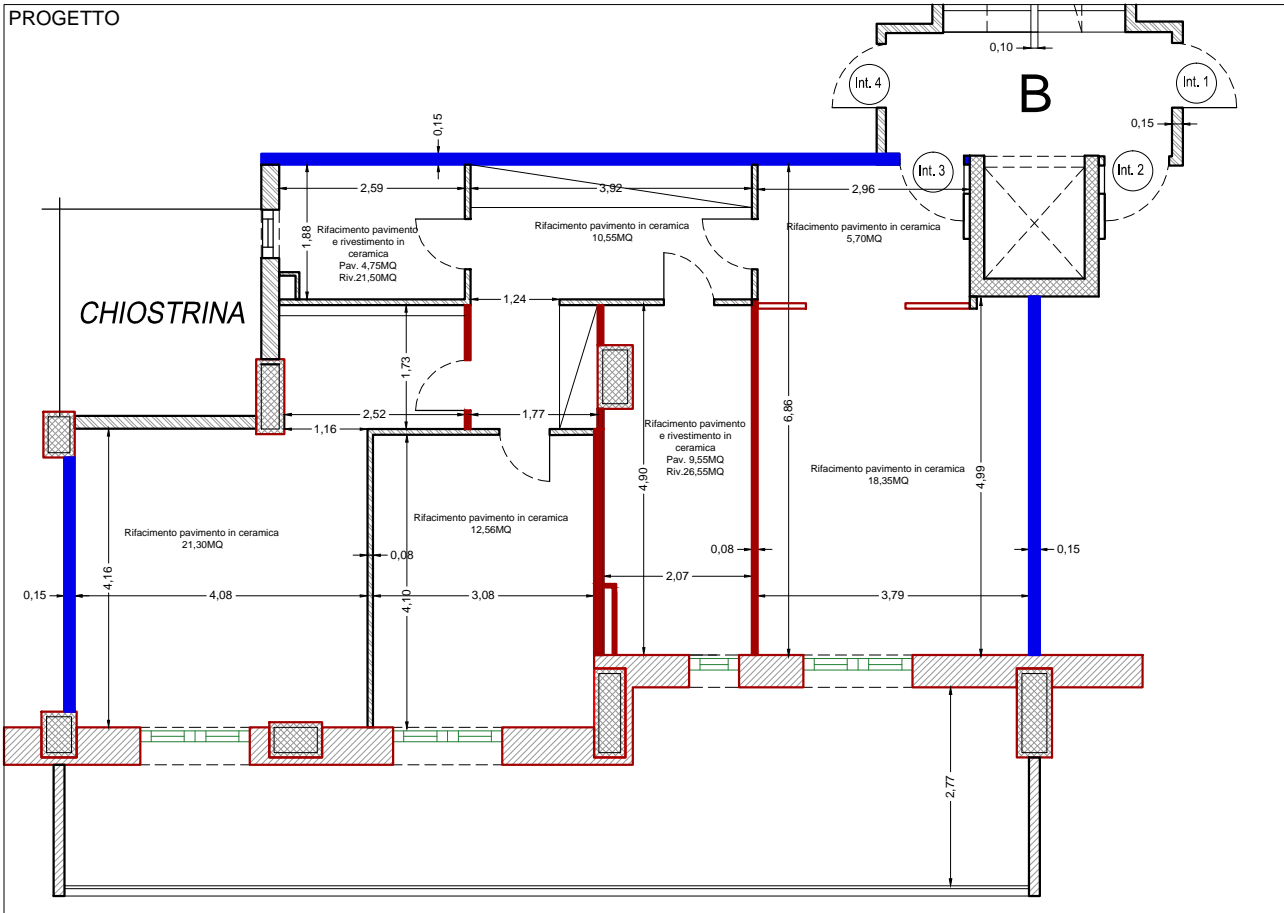 PROGETTO
0,10
Int. 4
Int. 1
B
0,15
0,15
Int. 3
Int. 2
2,59
3,92
2,96
1,88
Rifacimento pavimento
e rivestimento in
ceramica
Pav. 4,75MQ
Riv.21,50MQ
Rifacimento pavimento in ceramica
10,55MQ
Rifacimento pavimento in ceramica
5,70MQ
CHIOSTRINA
1,24
1,73
2,52
1,77
1,16
6,86
Rifacimento pavimento
e rivestimento in
ceramica
Pav. 9,55MQ
Riv.26,55MQ
4,90
4,99
Rifacimento pavimento in ceramica
18,35MQ
Rifacimento pavimento in ceramica
21,30MQ
Rifacimento pavimento in ceramica
12,56MQ
0,08
0,08
0,15
4,16
4,10
2,07
0,15
4,08
3,08
3,79
2,77